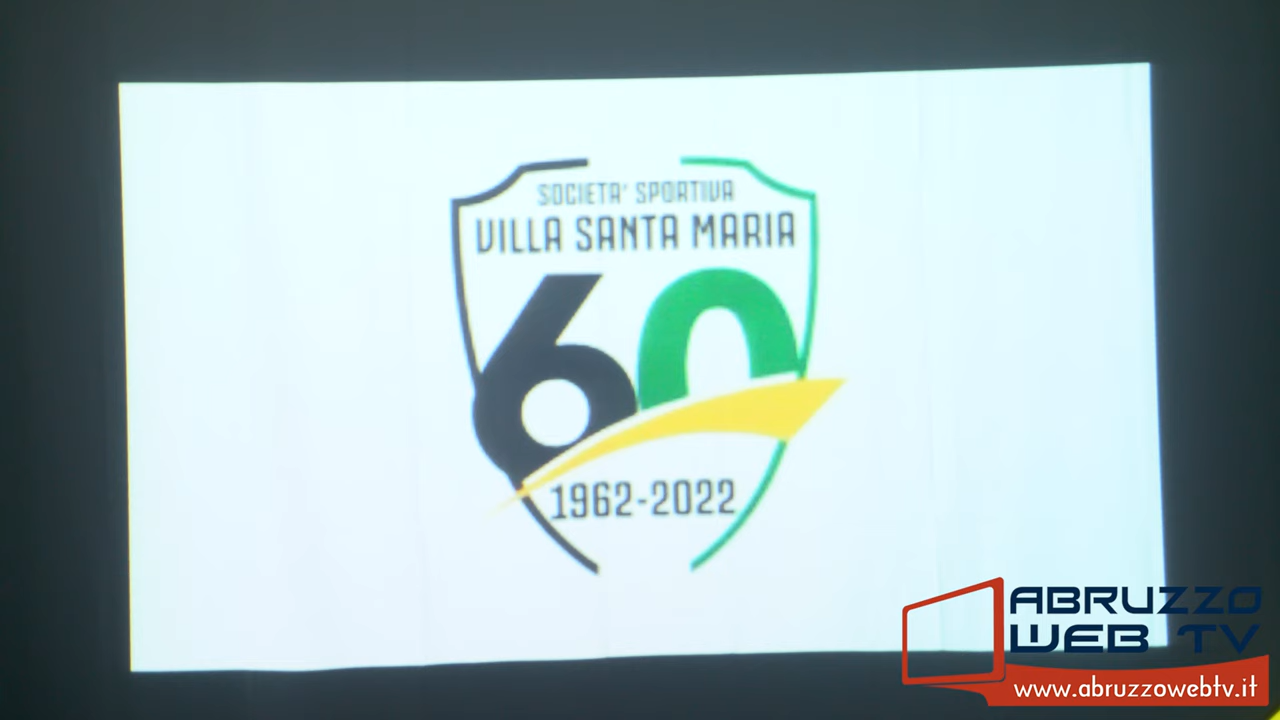 SOCIETA' SPORTIVA
VILLA SANTA MARIA
60
1962-2022
ABRUZZO
WEB TV
www.abruzzowebtv.it